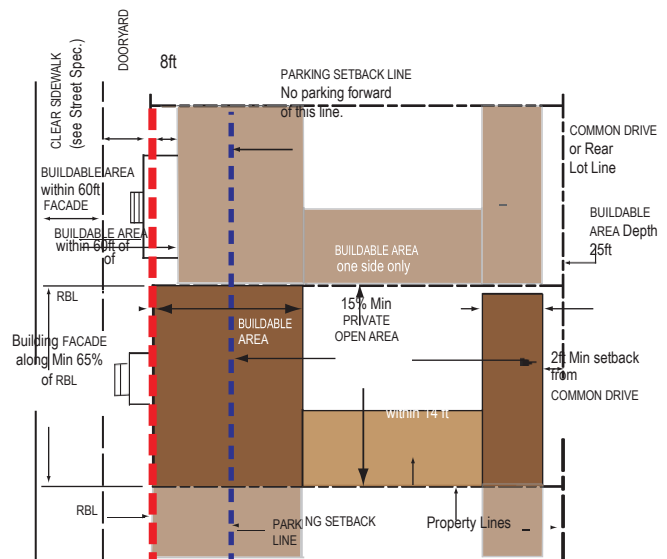 CLEAR SIDEWALK
(see Street Spec.)
DOORYARD
8ft
PARKING SETBACK LINE
No parking forward
of this line.
COMMON DRIVE
or Rear
Lot Line
BUILDABLE AREA
within 60ft
FACADE
BUILDABLE AREA
within 60ft of
of
BUILDABLE AREA
one side only
BUILDABLE
AREA Depth
25ft
RBL
15% Min
PRIVATE
OPEN AREA
BUILDABLE
AREA
Building FACADE
along Min 65%
of RBL
2ft Min setback
from
COMMON DRIVE
within 14 ft
RBL
PARK NG SETBACK
LINE
Property Lines